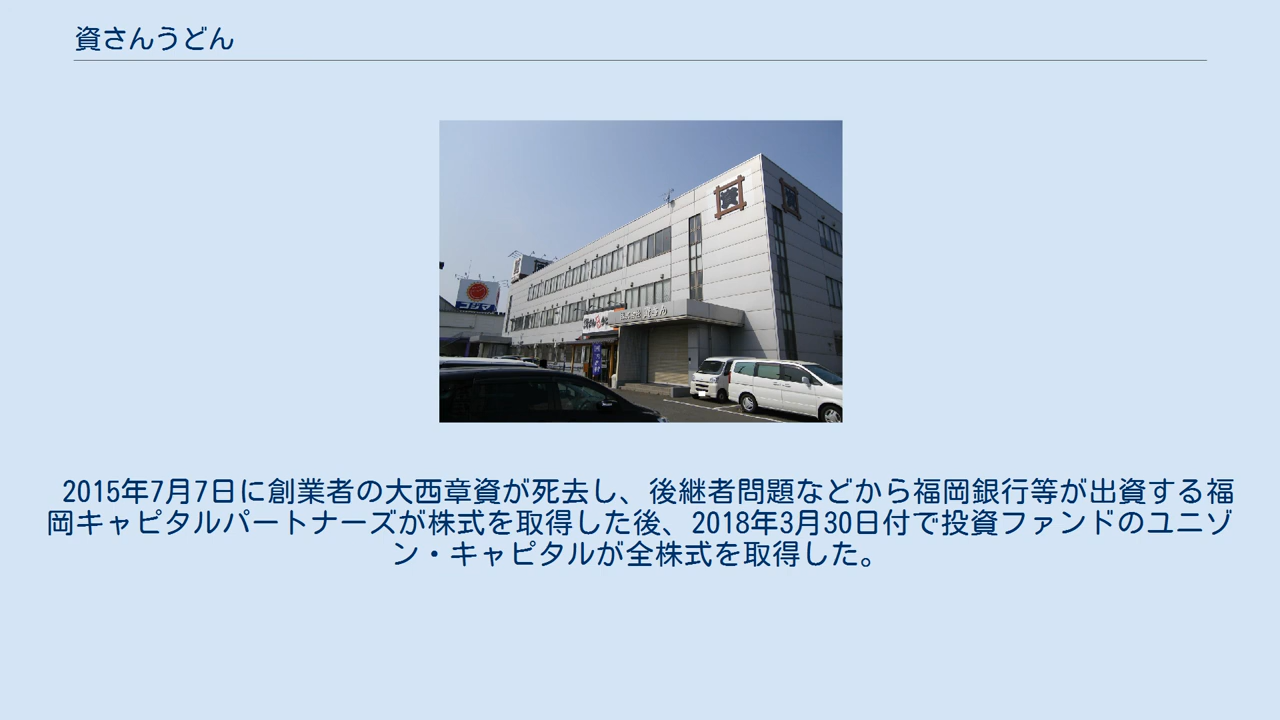 資さんうどん
資
コジマ
2015年7月7日に創業者の大西章資が死去し、後継者問題などから福岡銀行等が出資する福
岡キャピタルパートナーズが株式を取得した後、2018年3月30日付で投資ファンドのユニゾ
ン・キャピタルが全株式を取得した。